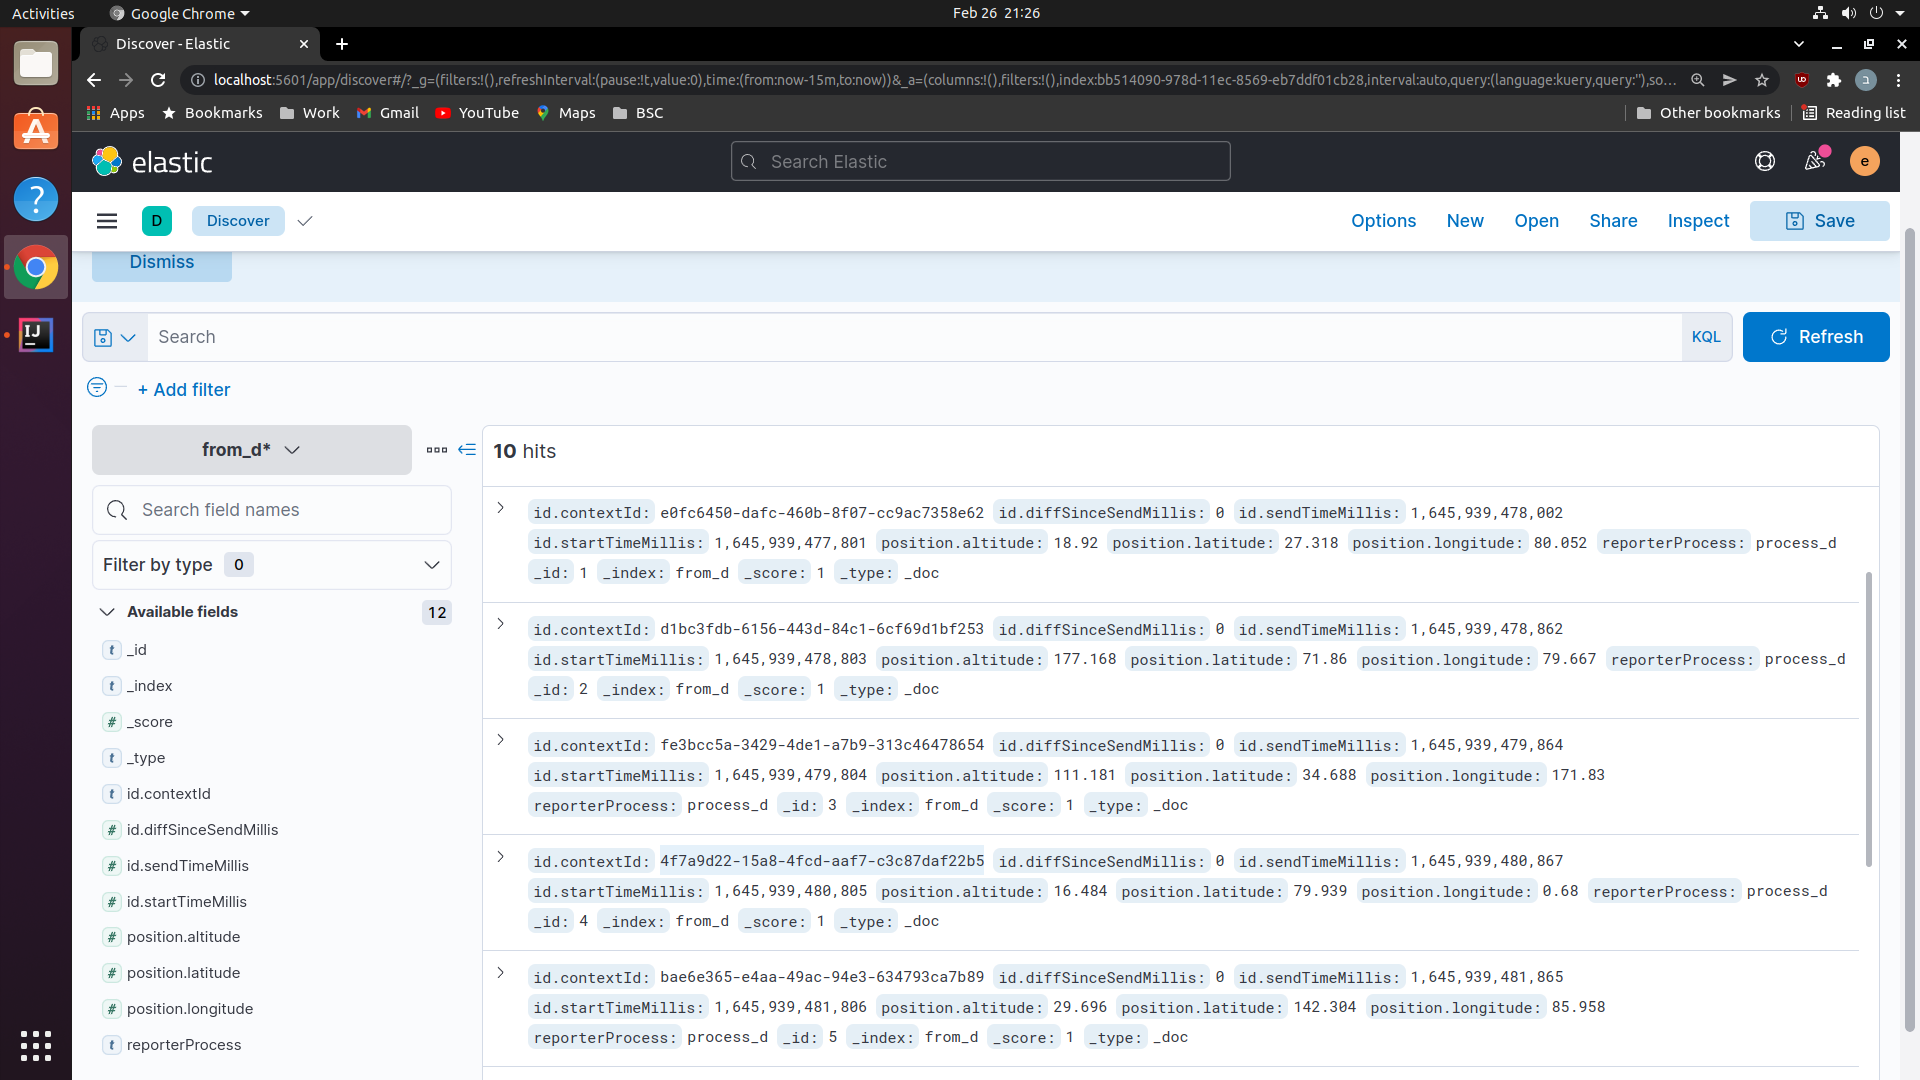 Activities Google Chrome Feb 26 21:26
Discover - Elastic
localhost:5601/app/discover#/?_g=(filters:!(),refreshInterval:(pause:!t,value:0),time:(from:now-15m,to:now))&_a=(columns:!(),filters:!(),index:bb514090-978d-11ec-8569-eb7ddf01cb28,interval:auto,query:(language:kuery,query:''),so...
Apps Bookmarks Work Gmail YouTube Maps BSC Other bookmarks Reading list
elastic Search Elastic e
D Discover Options New Open Share Inspect Save
Dismiss
Search KQL Refresh
+ Add filter
from_d*
Search field names
Filter by type 0
Available fields 12
t _id
t _index
# _score
t _type
t id.contextId
# id.diffSinceSendMillis
# id.sendTimeMillis
# id.startTimeMillis
# position.altitude
# position.latitude
# position.longitude
t reporterProcess
10 hits
id.contextId: e0fc6450-dafc-460b-8f07-cc9ac7358e62 id.diffSinceSendMillis: 0 id.sendTimeMillis: 1,645,939,478,002
id.startTimeMillis: 1,645,939,477,801 position.altitude: 18.92 position.latitude: 27.318 position.longitude: 80.052 reporterProcess: process_d
_id: 1 _index: from_d _score: 1 _type: _doc
id.contextId: d1bc3fdb-6156-443d-84c1-6cf69d1bf253 id.diffSinceSendMillis: 0 id.sendTimeMillis: 1,645,939,478,862
id.startTimeMillis: 1,645,939,478,803 position.altitude: 177.168 position.latitude: 71.86 position.longitude: 79.667 reporterProcess: process_d
_id: 2 _index: from_d _score: 1 _type: _doc
id.contextId: fe3bcc5a-3429-4de1-a7b9-313c46478654 id.diffSinceSendMillis: 0 id.sendTimeMillis: 1,645,939,479,864
id.startTimeMillis: 1,645,939,479,804 position.altitude: 111.181 position.latitude: 34.688 position.longitude: 171.83
reporterProcess: process_d _id: 3 _index: from_d _score: 1 _type: _doc
id.contextId: 4f7a9d22-15a8-4fcd-aaf7-c3c87daf22b5 id.diffSinceSendMillis: 0 id.sendTimeMillis: 1,645,939,480,867
id.startTimeMillis: 1,645,939,480,805 position.altitude: 16.484 position.latitude: 79.939 position.longitude: 0.68 reporterProcess: process_d
_id: 4 _index: from_d _score: 1 _type: _doc
id.contextId: bae6e365-e4aa-49ac-94e3-634793ca7b89 id.diffSinceSendMillis: 0 id.sendTimeMillis: 1,645,939,481,865
id.startTimeMillis: 1,645,939,481,806 position.altitude: 29.696 position.latitude: 142.304 position.longitude: 85.958
reporterProcess: process_d _id: 5 _index: from_d _score: 1 _type: _doc